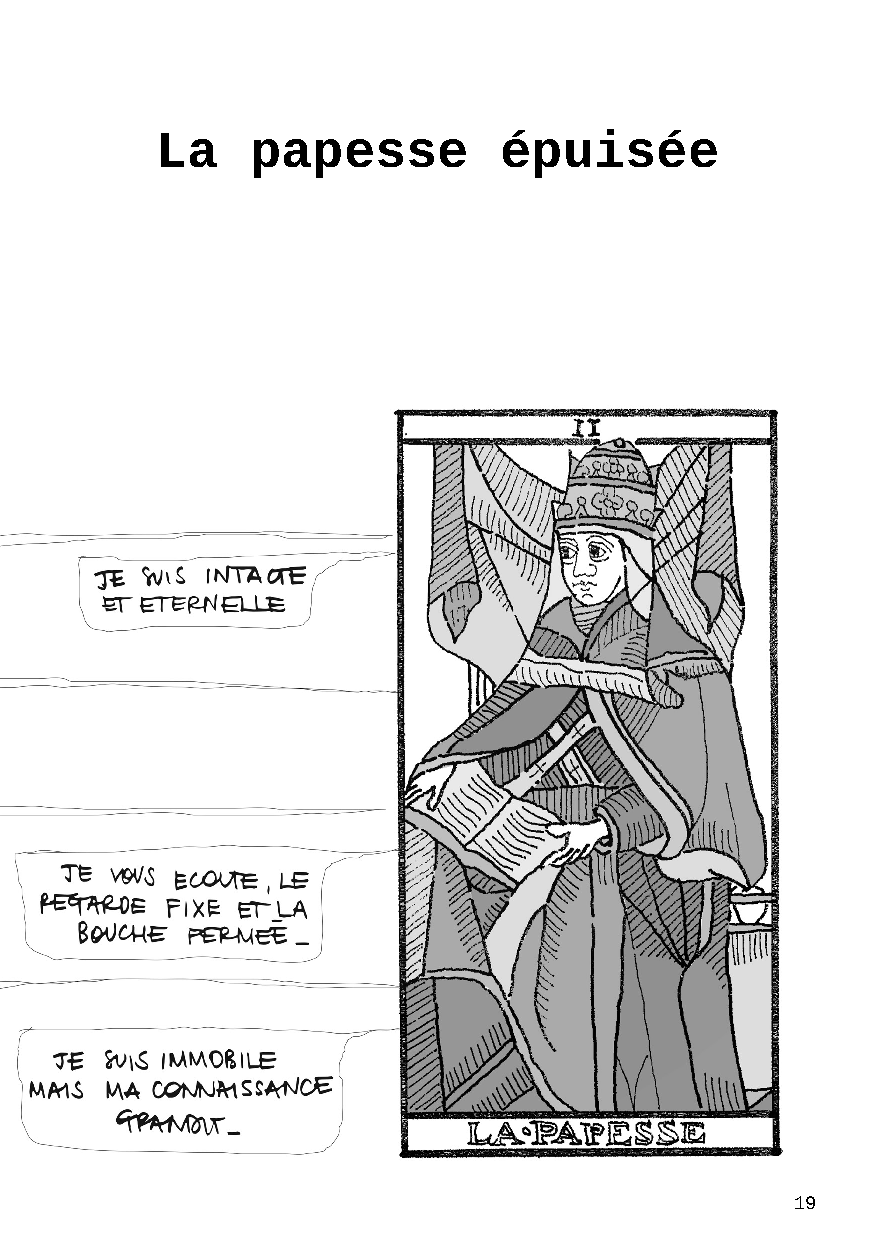 La papesse épuisée
II
JE SUIS INTACTE
ET ETERNELLE
JE VOUS ECOUTE, LE
REGARDE FIXE ET LA
BOUCHE FERMEE_
JE SUIS IMMOBILE
MAIS MA CONNAISSANCE
GRANDIT_
LA·PAPESSE
19